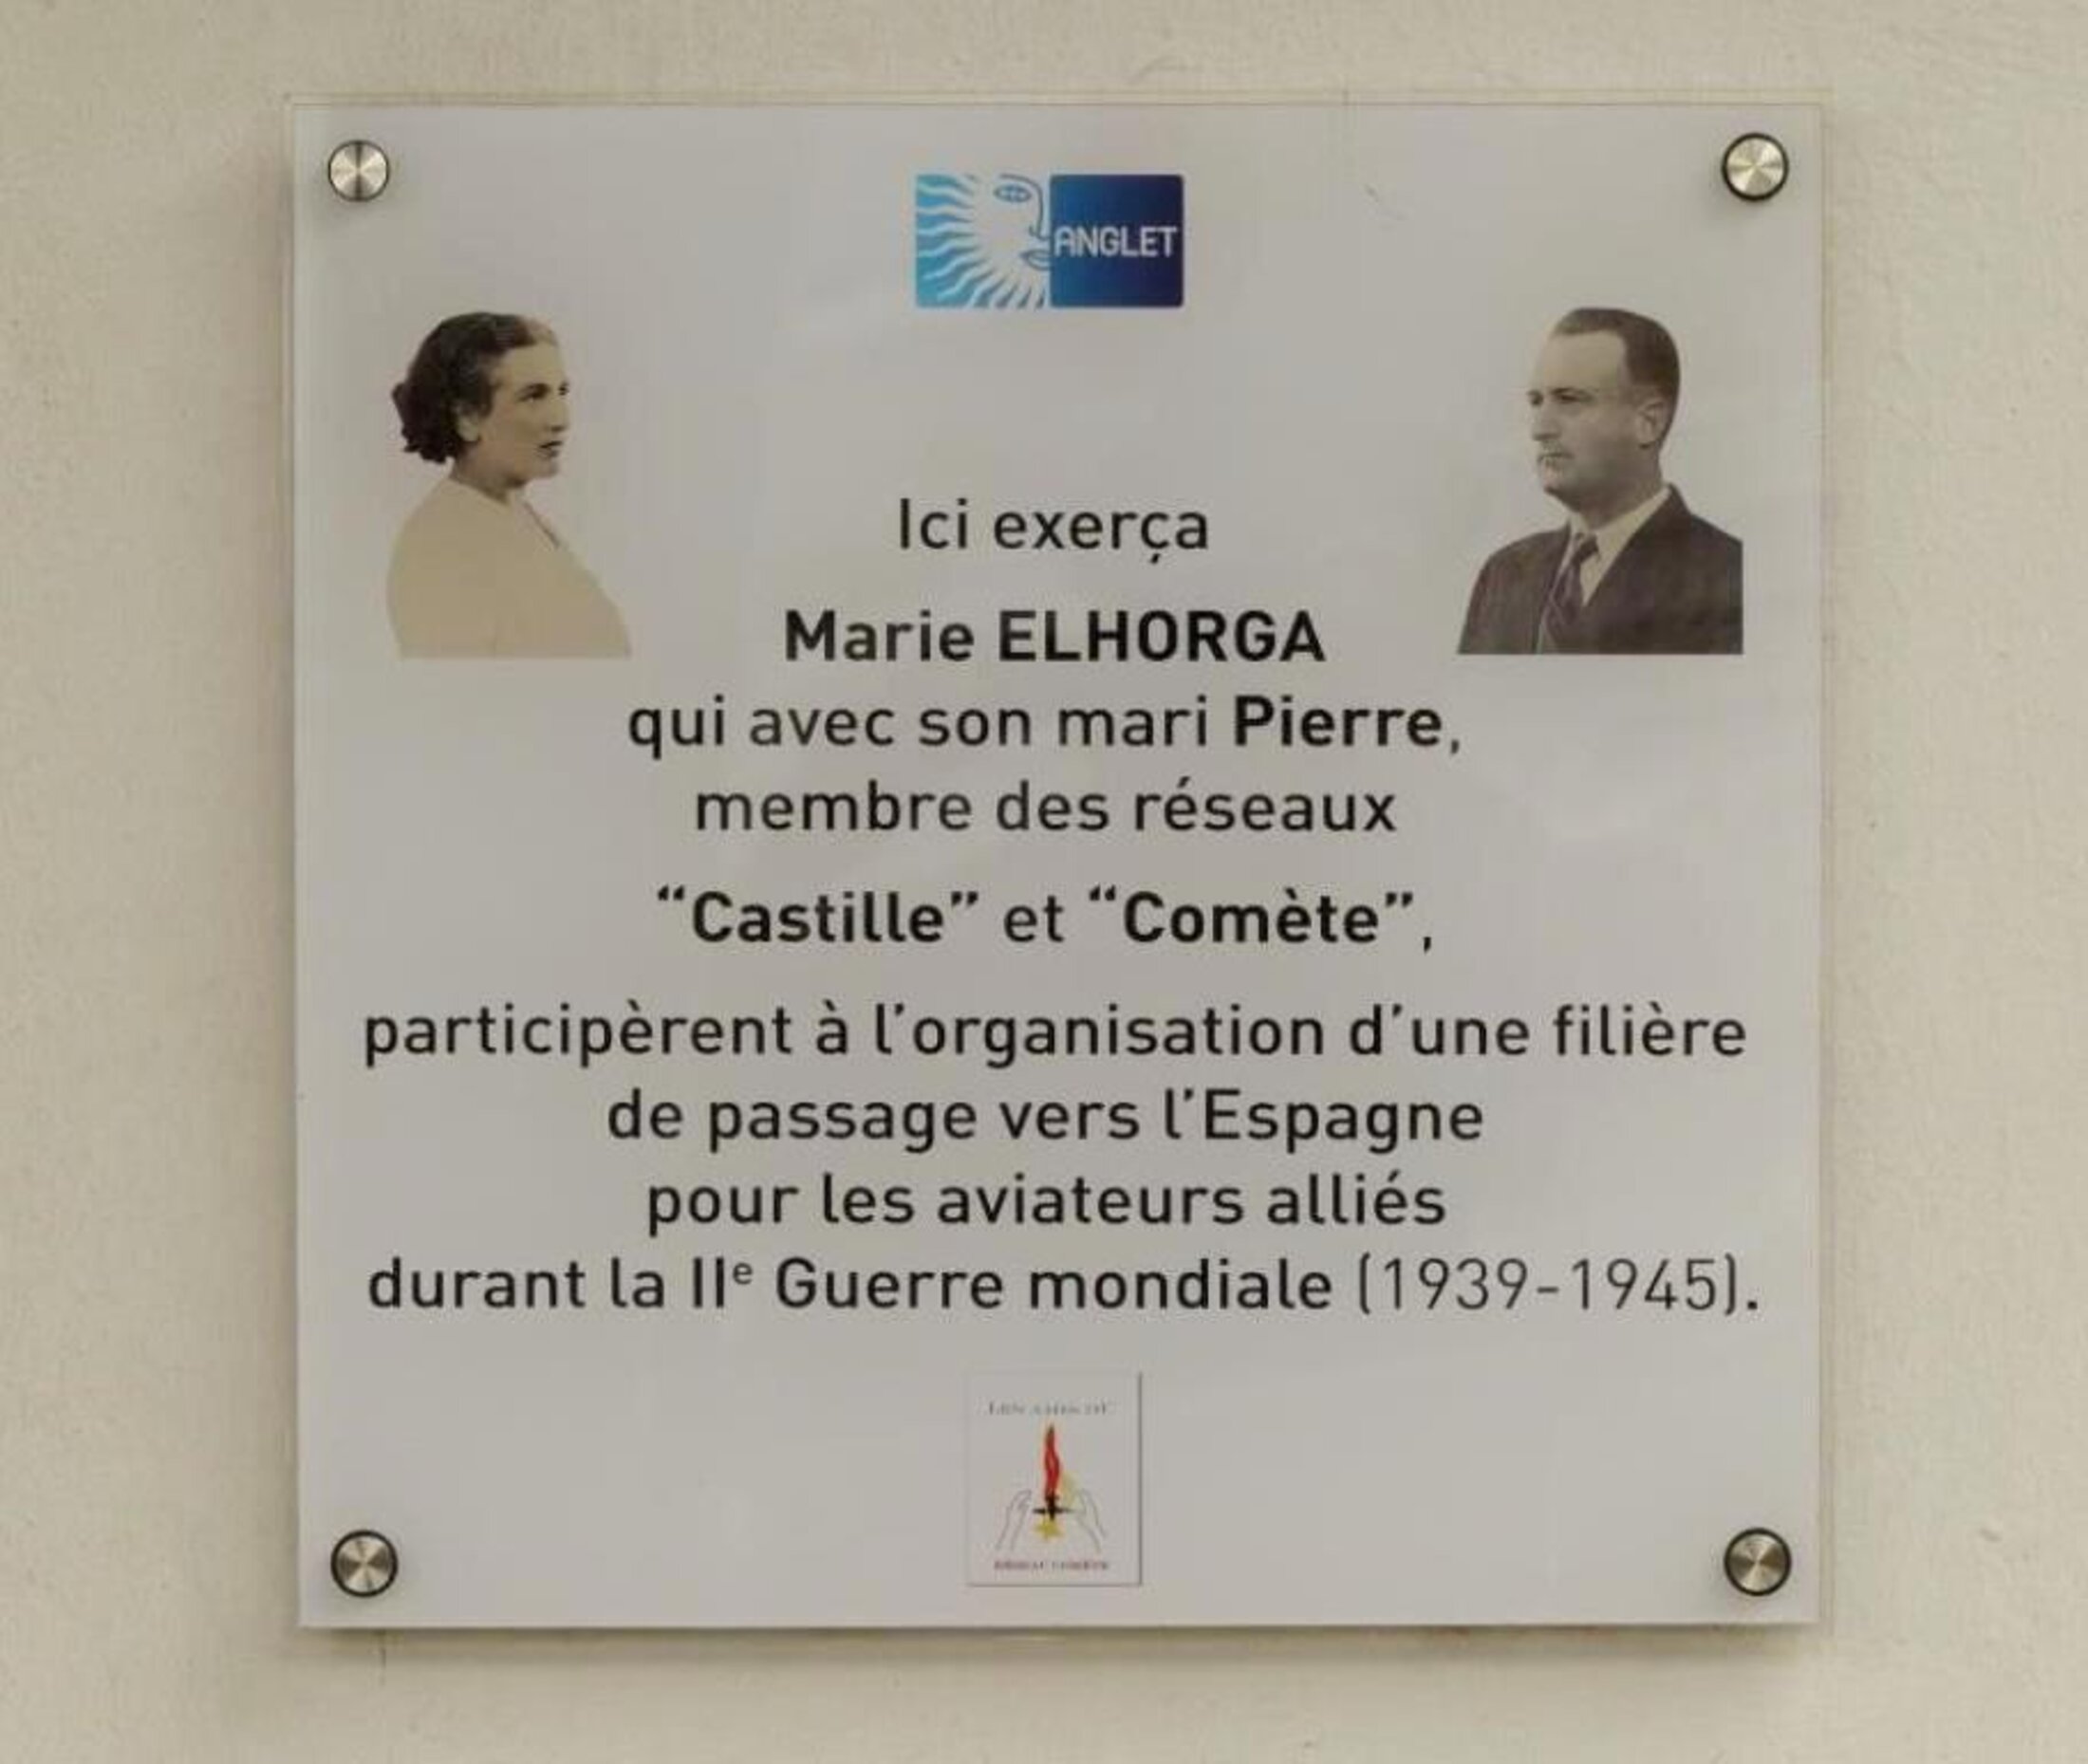 ANGLET
Ici exerça
Marie ELHORGA
qui avec son mari Pierre,
membre des réseaux
“Castille” et “Comète”,
participèrent à l’organisation d’une filière
de passage vers l’Espagne
pour les aviateurs alliés
durant la IIᵉ Guerre mondiale (1939-1945).